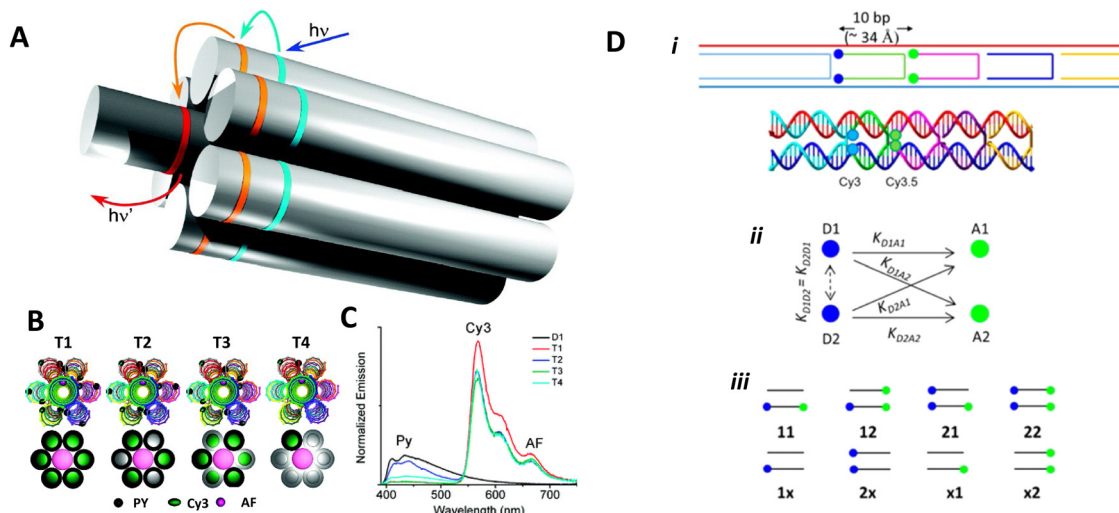 A
hν
hν'
B
T1 T2 T3 T4
PY Cy3 AF
C
Normalized Emission
Cy3
D1
T1
T2
T3
T4
Py
AF
400 500 600 700
wavelength (nm)
D
i
10 bp
(~ 34 Å)
Cy3 Cy3.5
ii
D1 A1
K_D1A1
K_D1A2
K_D1D2 = K_D2D1
K_D2A1
D2 A2
K_D2A2
iii
11 12 21 22
1x 2x x1 x2